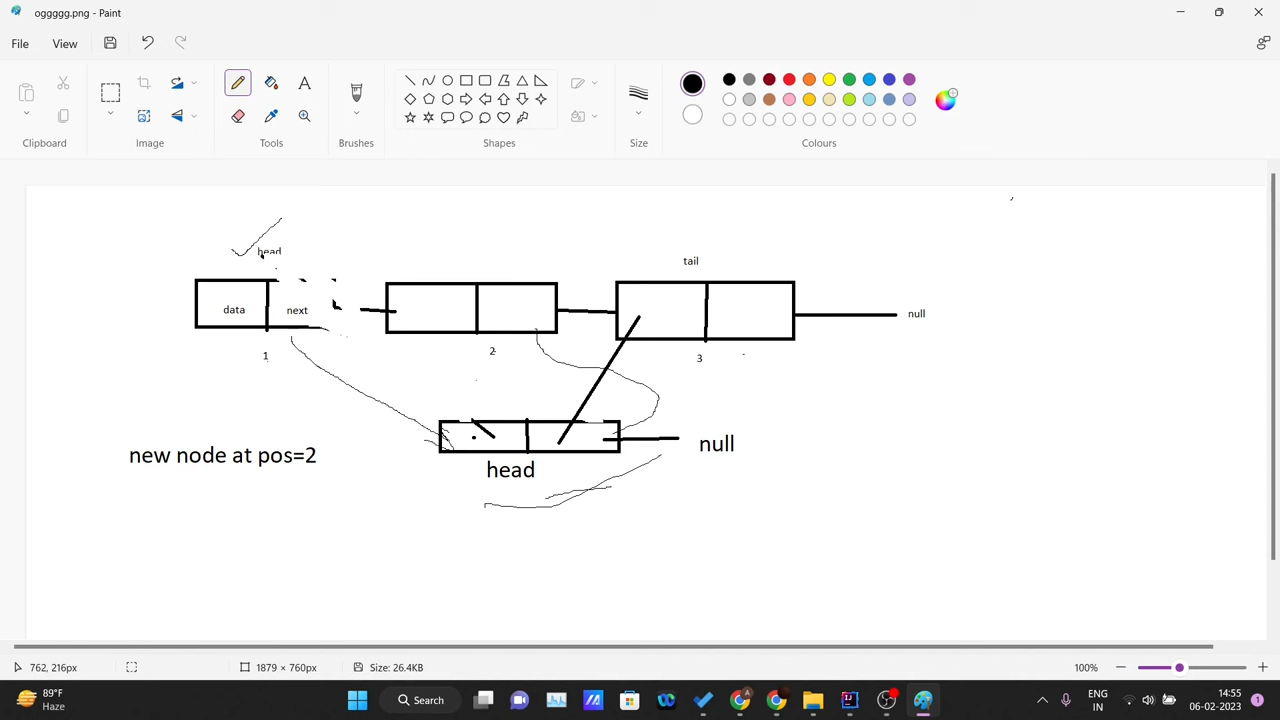 oggggg.png - Paint
File View
Clipboard Image Tools Brushes Shapes Size Colours
head
tail
data next
null
1 2 3
new node at pos=2
null
head
762, 216px 1879 × 760px Size: 26.4KB 100%
89°F
Haze
Search
ENG
IN
14:55
06-02-2023
1